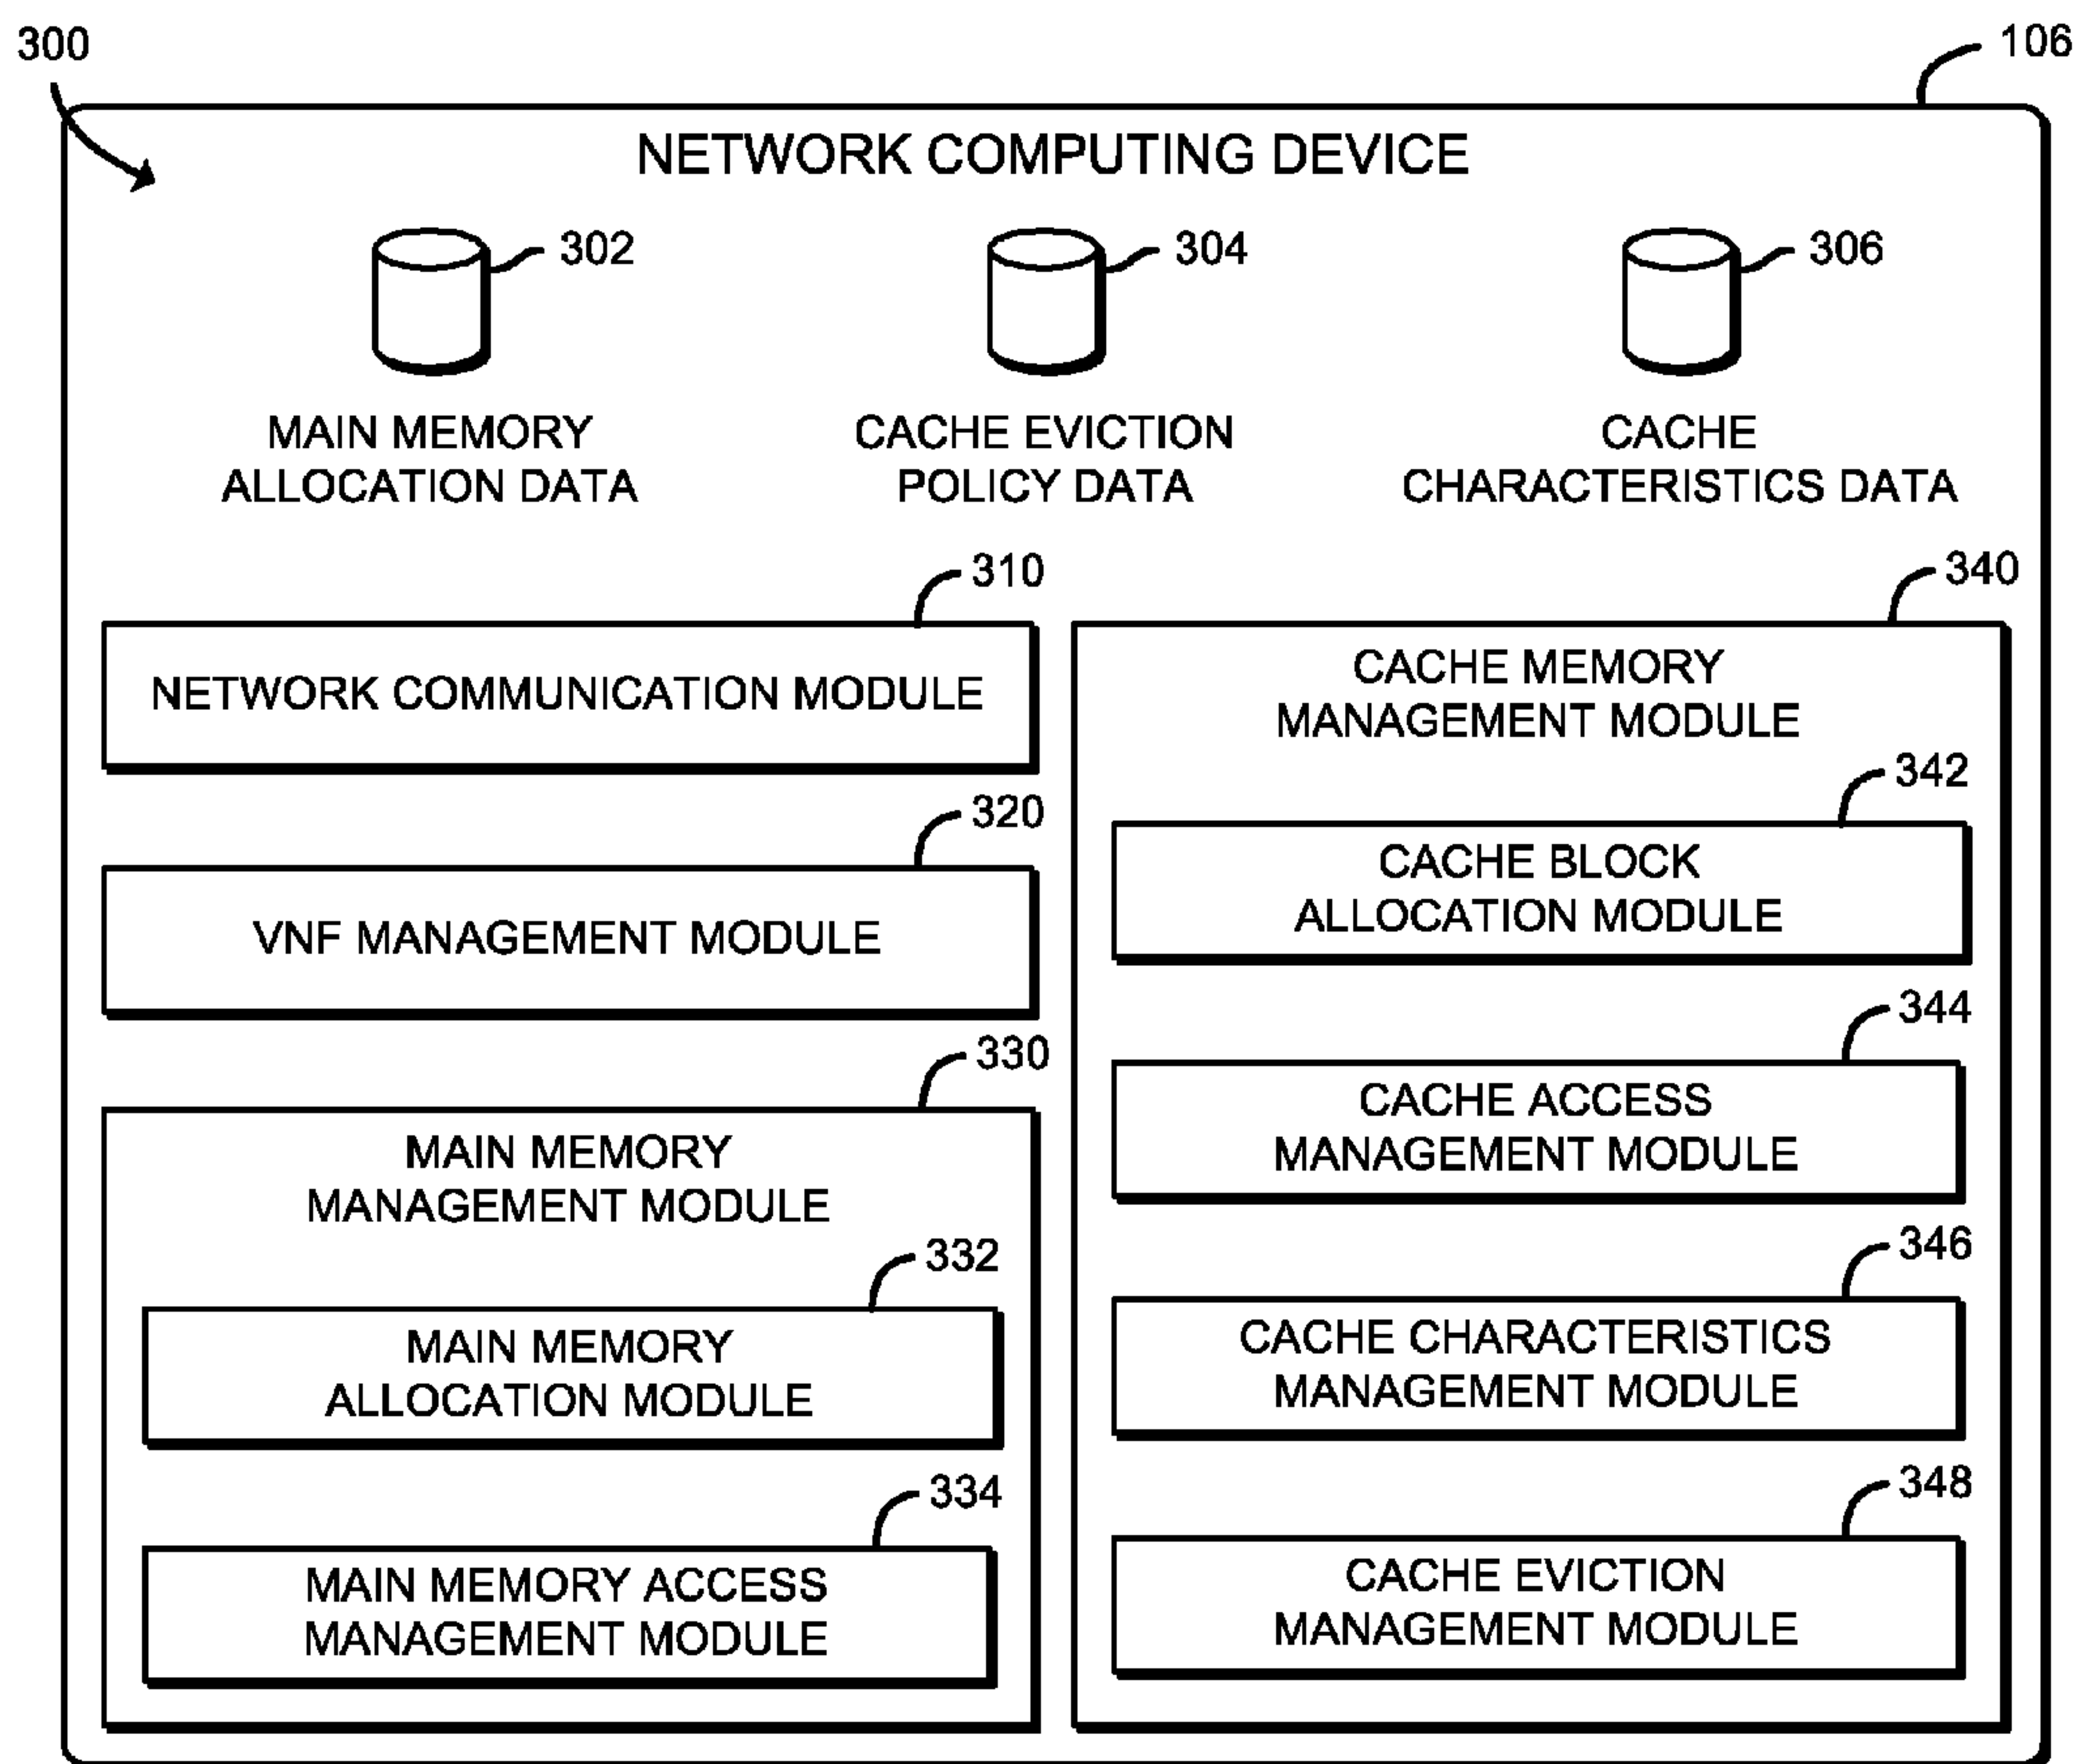 300
106
NETWORK COMPUTING DEVICE
302
304
306
MAIN MEMORY
ALLOCATION DATA
CACHE EVICTION
POLICY DATA
CACHE
CHARACTERISTICS DATA
310
NETWORK COMMUNICATION MODULE
320
VNF MANAGEMENT MODULE
330
MAIN MEMORY
MANAGEMENT MODULE
332
MAIN MEMORY
ALLOCATION MODULE
334
MAIN MEMORY ACCESS
MANAGEMENT MODULE
340
CACHE MEMORY
MANAGEMENT MODULE
342
CACHE BLOCK
ALLOCATION MODULE
344
CACHE ACCESS
MANAGEMENT MODULE
346
CACHE CHARACTERISTICS
MANAGEMENT MODULE
348
CACHE EVICTION
MANAGEMENT MODULE